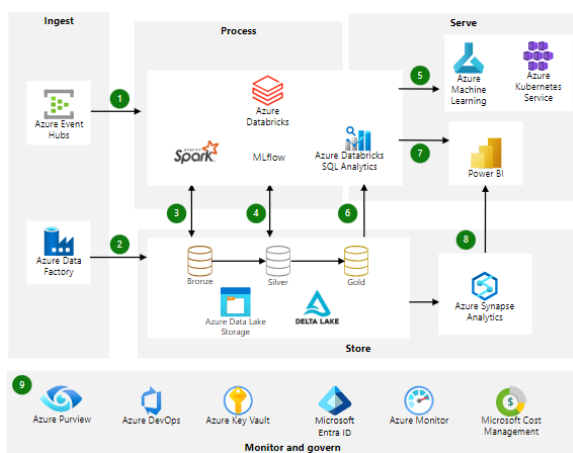 Ingest
Process
Serve
1
Azure Event
Hubs
Azure
Databricks
APACHE
Spark
MLflow
Azure Databricks
SQL Analytics
5
Azure
Machine
Learning
Azure
Kubernetes
Service
7
Power BI
2
Azure Data
Factory
3
4
6
8
Bronze
Silver
Gold
Azure Data Lake
Storage
DELTA LAKE
Azure Synapse
Analytics
Store
9
Azure Purview
Azure DevOps
Azure Key Vault
Microsoft
Entra ID
Azure Monitor
$
Microsoft Cost
Management
Monitor and govern